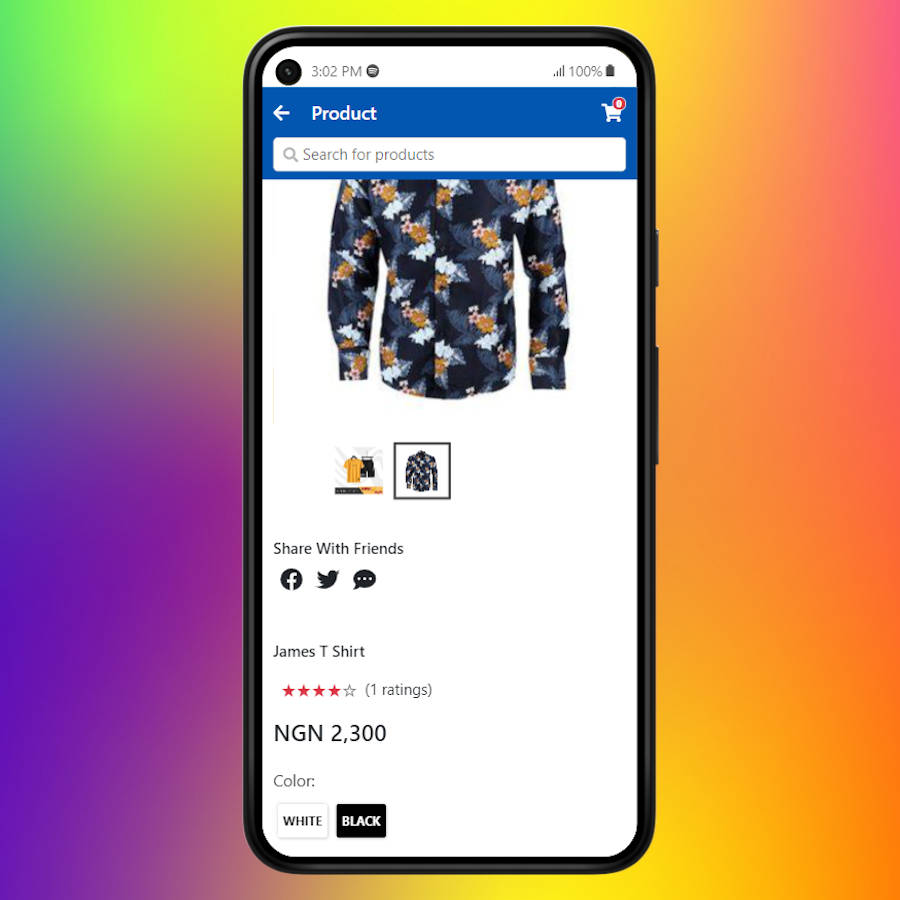 3:02 PM
100%
Product
0
Search for products
Share With Friends
James T Shirt
(1 ratings)
NGN 2,300
Color:
WHITE
BLACK